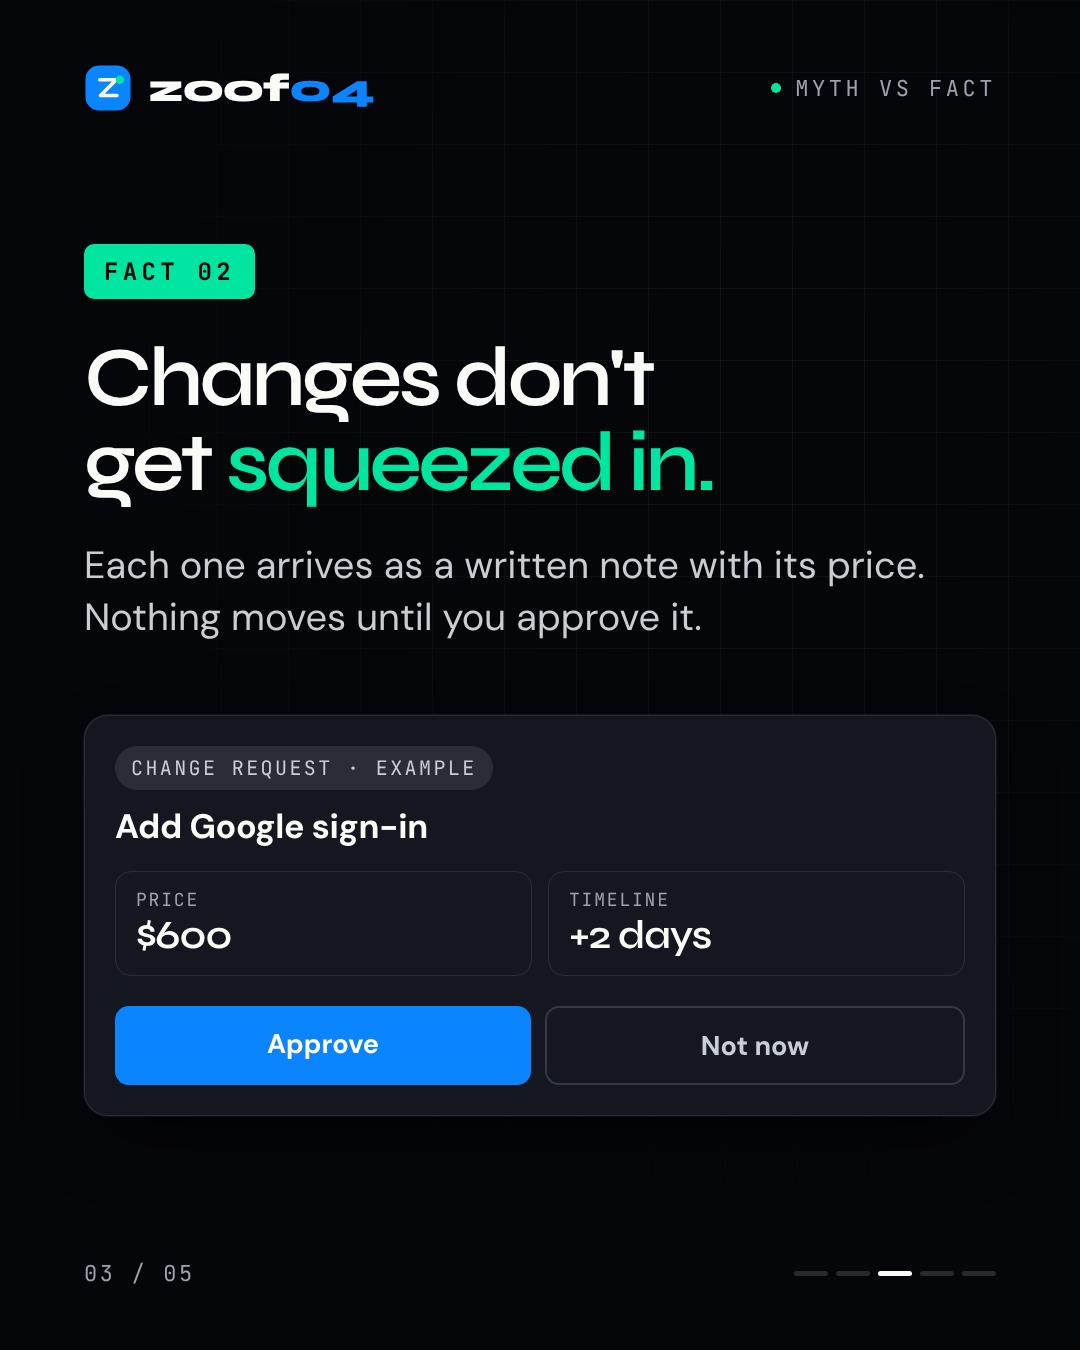 Z zoof04
MYTH VS FACT
FACT 02
Changes don't
get squeezed in.
Each one arrives as a written note with its price.
Nothing moves until you approve it.
CHANGE REQUEST · EXAMPLE
Add Google sign-in
PRICE
$600
TIMELINE
+2 days
Approve
Not now
03 / 05